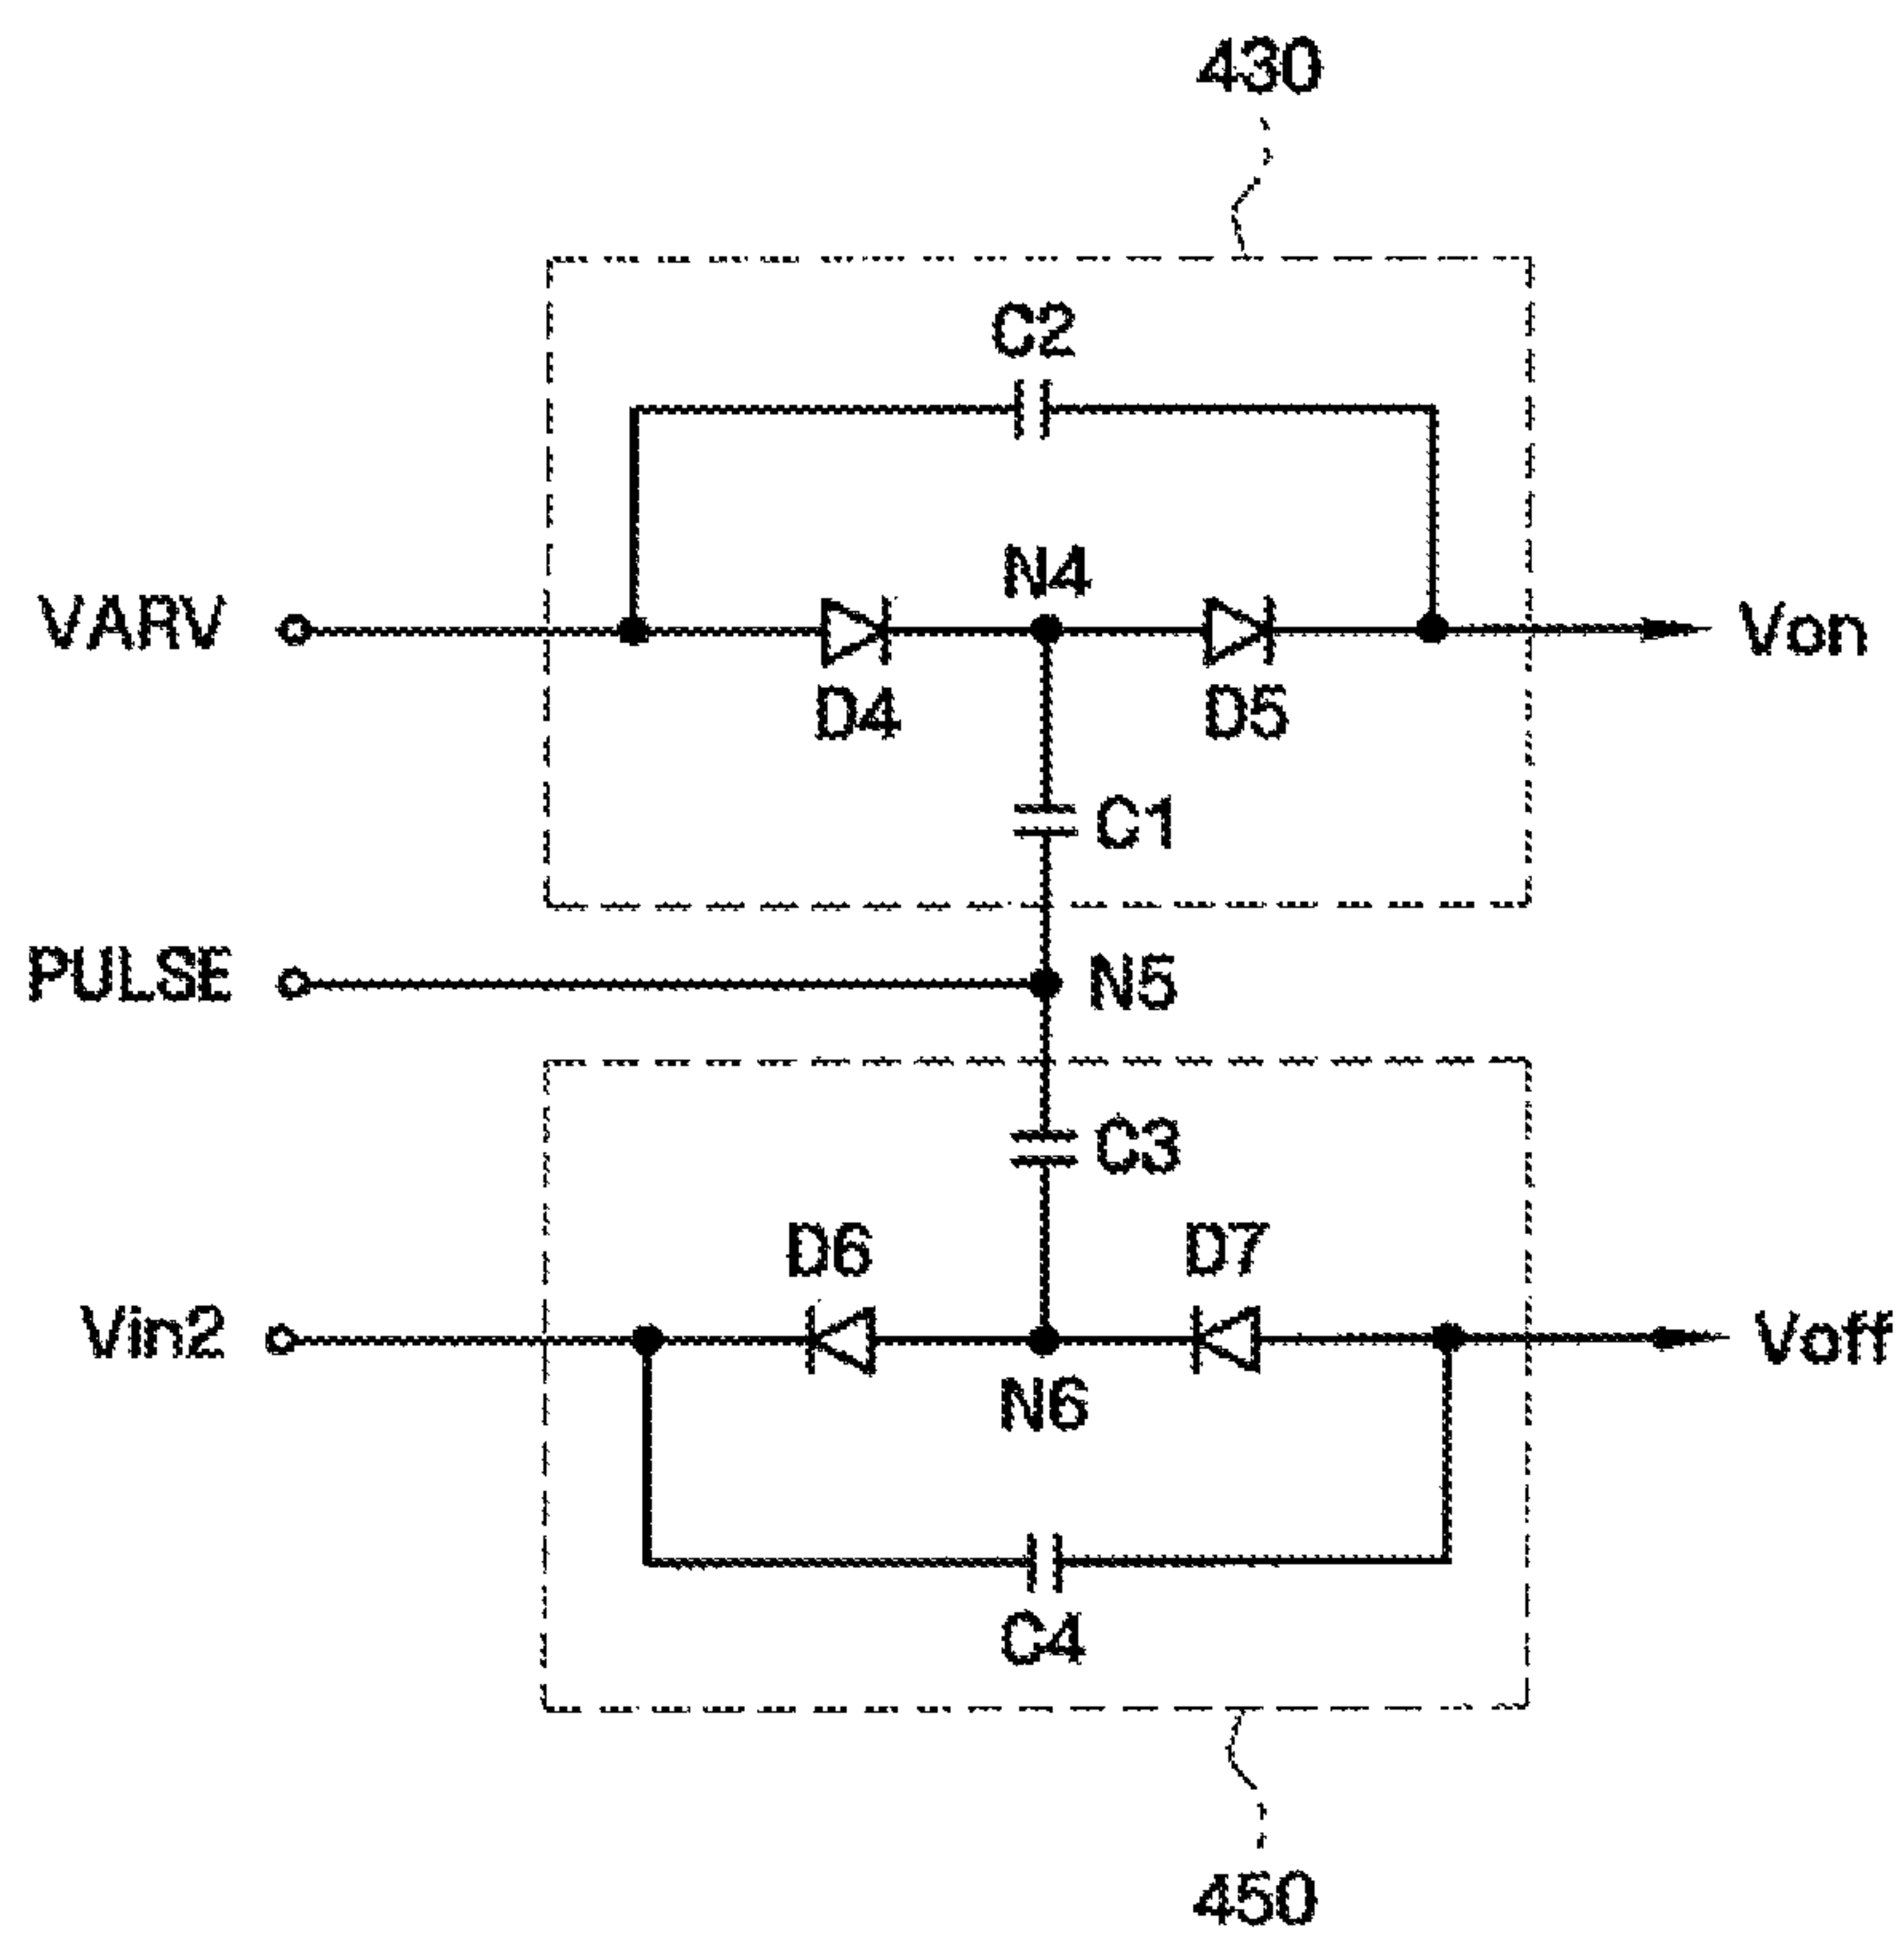 430
C2
N4
VARV
Von
D4
D5
C1
PULSE
N5
C3
D6
D7
Vin2
Voff
N6
C4
450